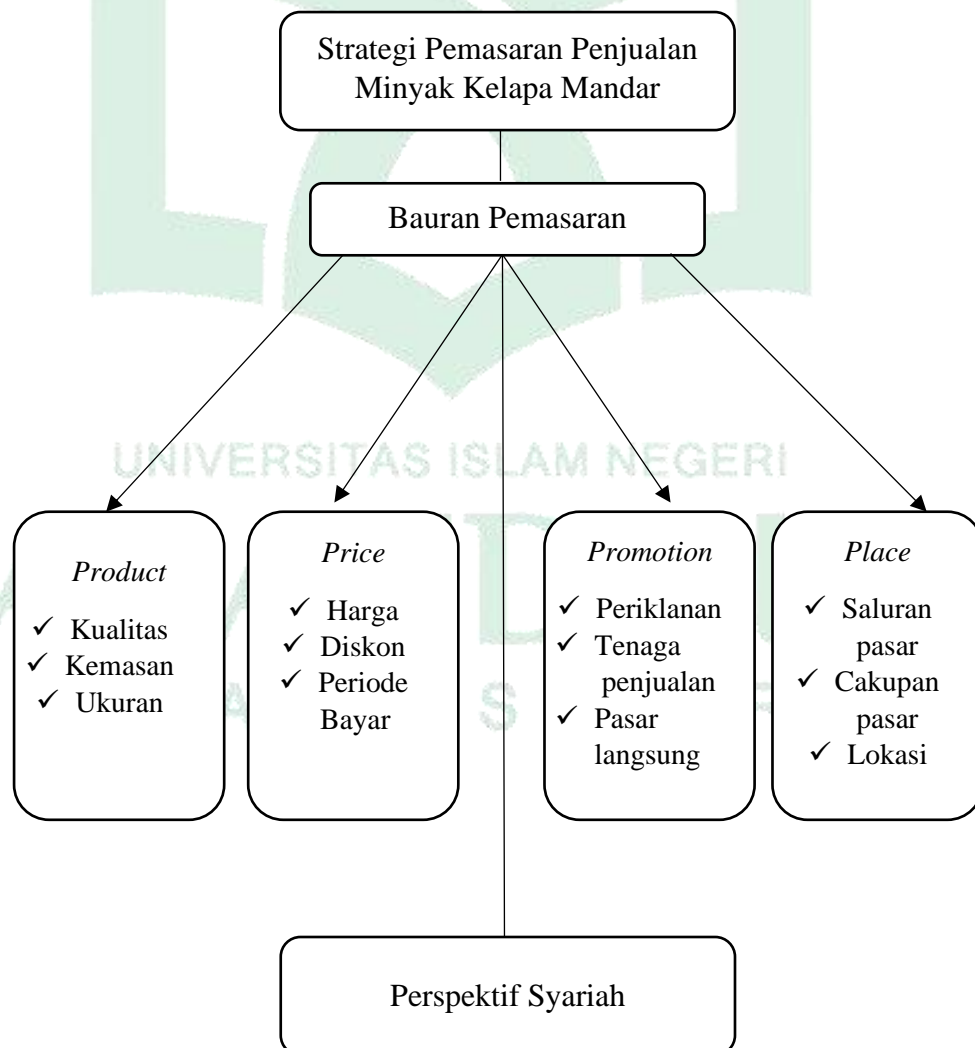 Strategi Pemasaran Penjualan
Minyak Kelapa Mandar
Bauran Pemasaran
UNIVERSITAS ISLAM NEGERI
Product
✓ Kualitas
✓ Kemasan
✓ Ukuran
Price
✓ Harga
✓ Diskon
✓ Periode
Bayar
Promotion
✓ Periklanan
✓ Tenaga
penjualan
✓ Pasar
langsung
Place
✓ Saluran
pasar
✓ Cakupan
pasar
✓ Lokasi
Perspektif Syariah